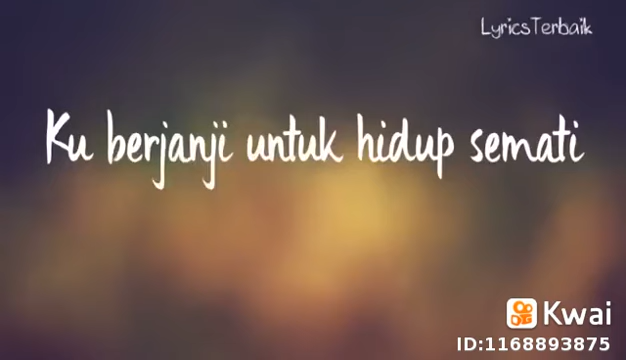 LyricsTerbaik
Ku berjanji untuk hidup semati
Kwai
ID:1168893875